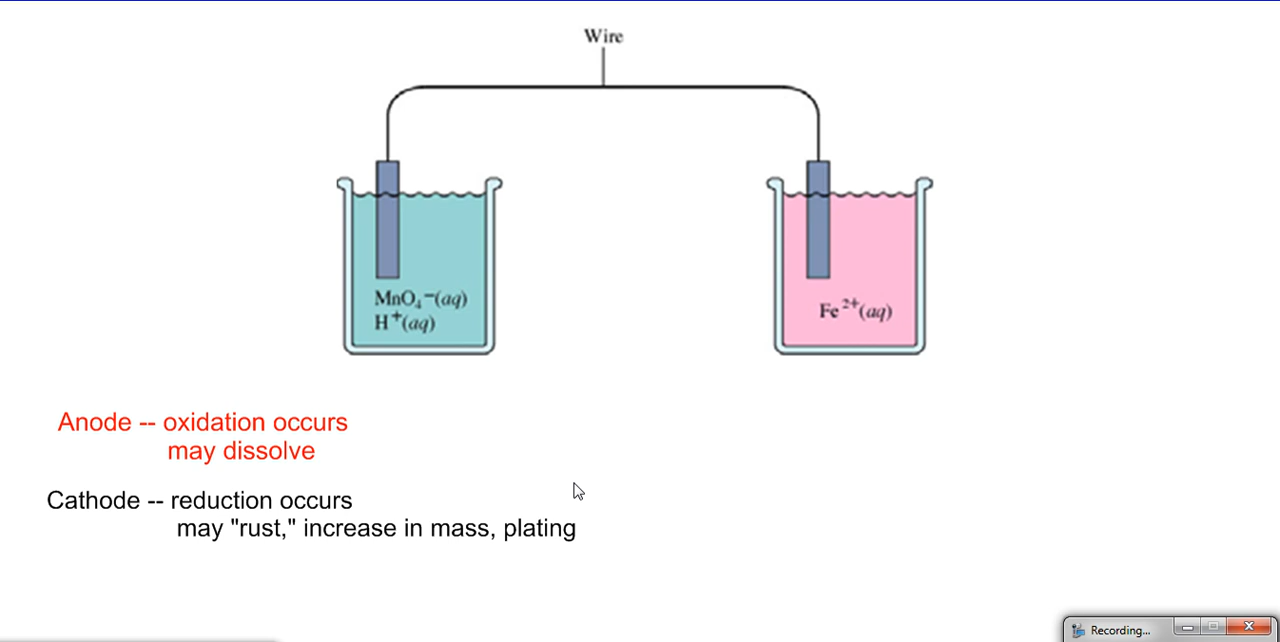 Wire
MnO₄⁻(aq)
H⁺(aq)
Fe²⁺(aq)
Anode -- oxidation occurs
may dissolve
Cathode -- reduction occurs
may "rust," increase in mass, plating
Recording...